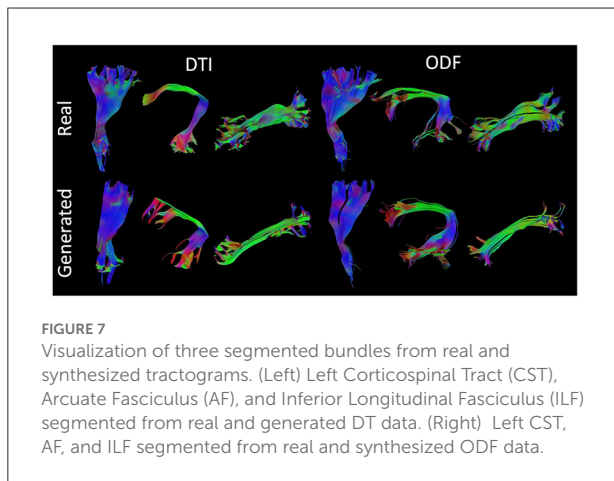 DTI ODF
Real
Generated
FIGURE 7
Visualization of three segmented bundles from real and
synthesized tractograms. (Left) Left Corticospinal Tract (CST),
Arcuate Fasciculus (AF), and Inferior Longitudinal Fasciculus (ILF)
segmented from real and generated DT data. (Right) Left CST,
AF, and ILF segmented from real and synthesized ODF data.